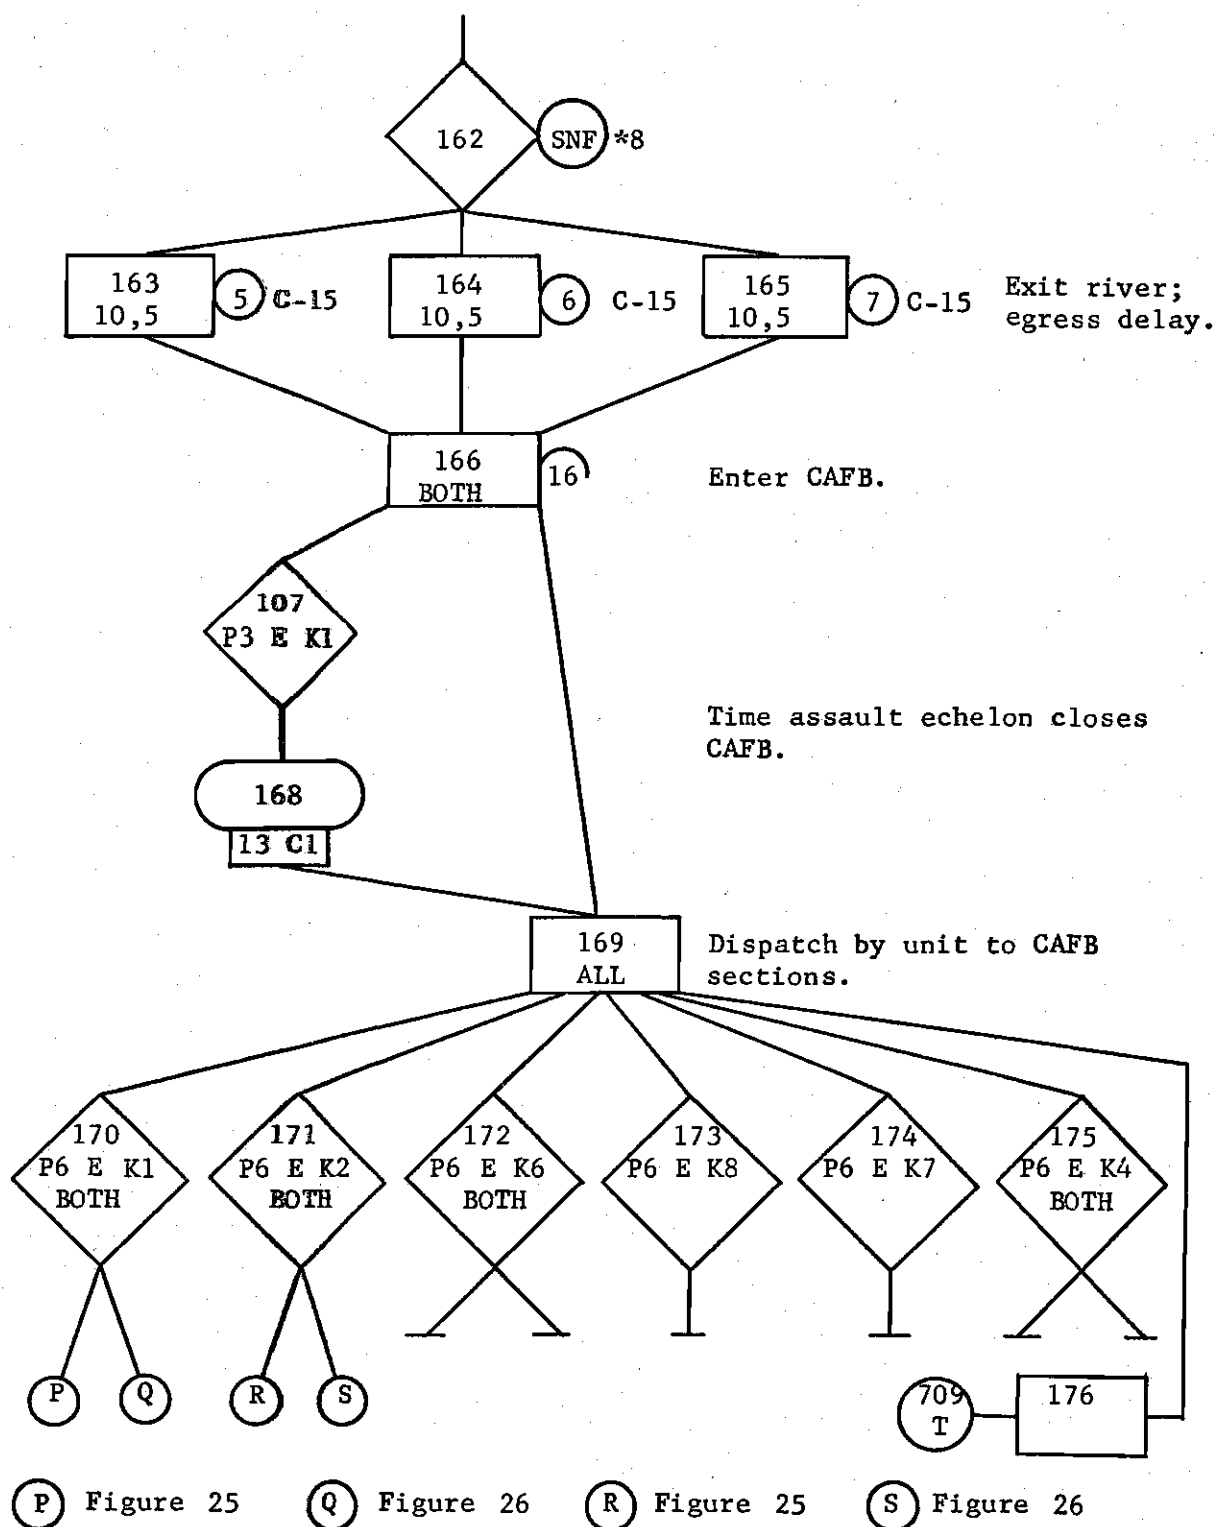 162
SNF *8
163
10,5
5 C-15
164
10,5
6 C-15
165
10,5
7 C-15
Exit river;
egress delay.
166
BOTH
16
Enter CAFB.
107
P3 E K1
Time assault echelon closes
CAFB.
168
13 C1
169
ALL
Dispatch by unit to CAFB
sections.
170
P6 E K1
BOTH
171
P6 E K2
BOTH
172
P6 E K6
BOTH
173
P6 E K8
174
P6 E K7
175
P6 E K4
BOTH
P
Q
R
S
709
T
176
P Figure 25
Q Figure 26
R Figure 25
S Figure 26